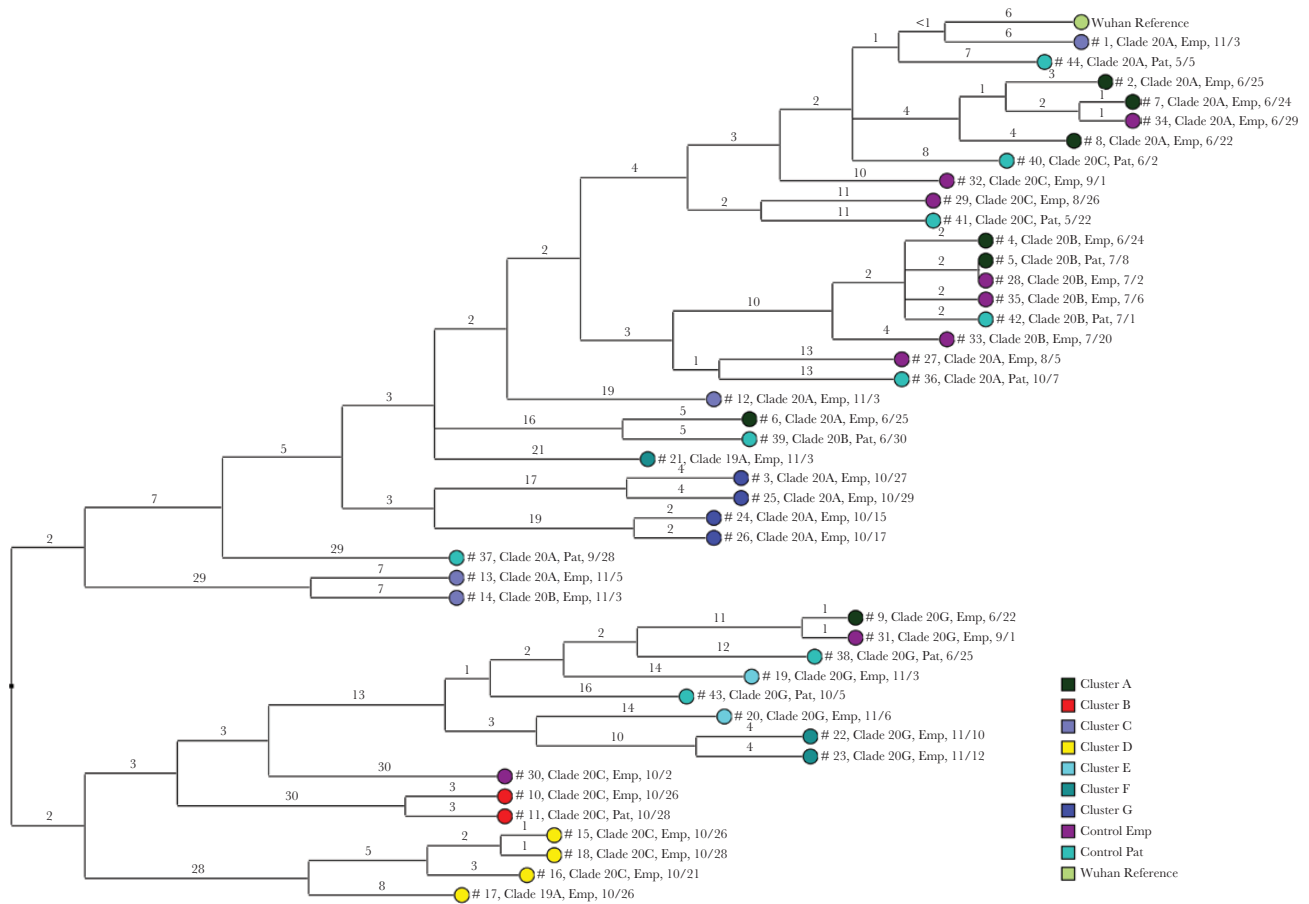 6
Wuhan Reference
<1
6
# 1, Clade 20A, Emp, 11/3
1
7
# 44, Clade 20A, Pat, 5/5
3
# 2, Clade 20A, Emp, 6/25
1
1
# 7, Clade 20A, Emp, 6/24
2
2
1
# 34, Clade 20A, Emp, 6/29
4
4
# 8, Clade 20A, Emp, 6/22
3
8
# 40, Clade 20C, Pat, 6/2
10
# 32, Clade 20C, Emp, 9/1
4
11
# 29, Clade 20C, Emp, 8/26
2
11
# 41, Clade 20C, Pat, 5/22
2
# 4, Clade 20B, Emp, 6/24
2
2
# 5, Clade 20B, Pat, 7/8
2
# 28, Clade 20B, Emp, 7/2
10
2
# 35, Clade 20B, Emp, 7/6
2
# 42, Clade 20B, Pat, 7/1
2
3
4
# 33, Clade 20B, Emp, 7/20
13
# 27, Clade 20A, Emp, 8/5
1
13
# 36, Clade 20A, Pat, 10/7
3
19
# 12, Clade 20A, Emp, 11/3
5
# 6, Clade 20A, Emp, 6/25
16
5
# 39, Clade 20B, Pat, 6/30
5
21
# 21, Clade 19A, Emp, 11/3
4
# 3, Clade 20A, Emp, 10/27
17
4
# 25, Clade 20A, Emp, 10/29
7
3
2
# 24, Clade 20A, Emp, 10/15
19
2
# 26, Clade 20A, Emp, 10/17
2
29
# 37, Clade 20A, Pat, 9/28
7
# 13, Clade 20A, Emp, 11/5
29
7
# 14, Clade 20B, Emp, 11/3
1
# 9, Clade 20G, Emp, 6/22
11
1
# 31, Clade 20G, Emp, 9/1
2
12
# 38, Clade 20G, Pat, 6/25
2
14
# 19, Clade 20G, Emp, 11/3
1
16
# 43, Clade 20G, Pat, 10/5
13
14
# 20, Clade 20G, Emp, 11/6
3
4
# 22, Clade 20G, Emp, 11/10
3
10
4
# 23, Clade 20G, Emp, 11/12
3
30
# 30, Clade 20C, Emp, 10/2
3
# 10, Clade 20C, Emp, 10/26
30
3
# 11, Clade 20C, Pat, 10/28
2
1
# 15, Clade 20C, Emp, 10/26
2
1
# 18, Clade 20C, Emp, 10/28
5
3
# 16, Clade 20C, Emp, 10/21
28
8
# 17, Clade 19A, Emp, 10/26
Cluster A
Cluster B
Cluster C
Cluster D
Cluster E
Cluster F
Cluster G
Control Emp
Control Pat
Wuhan Reference